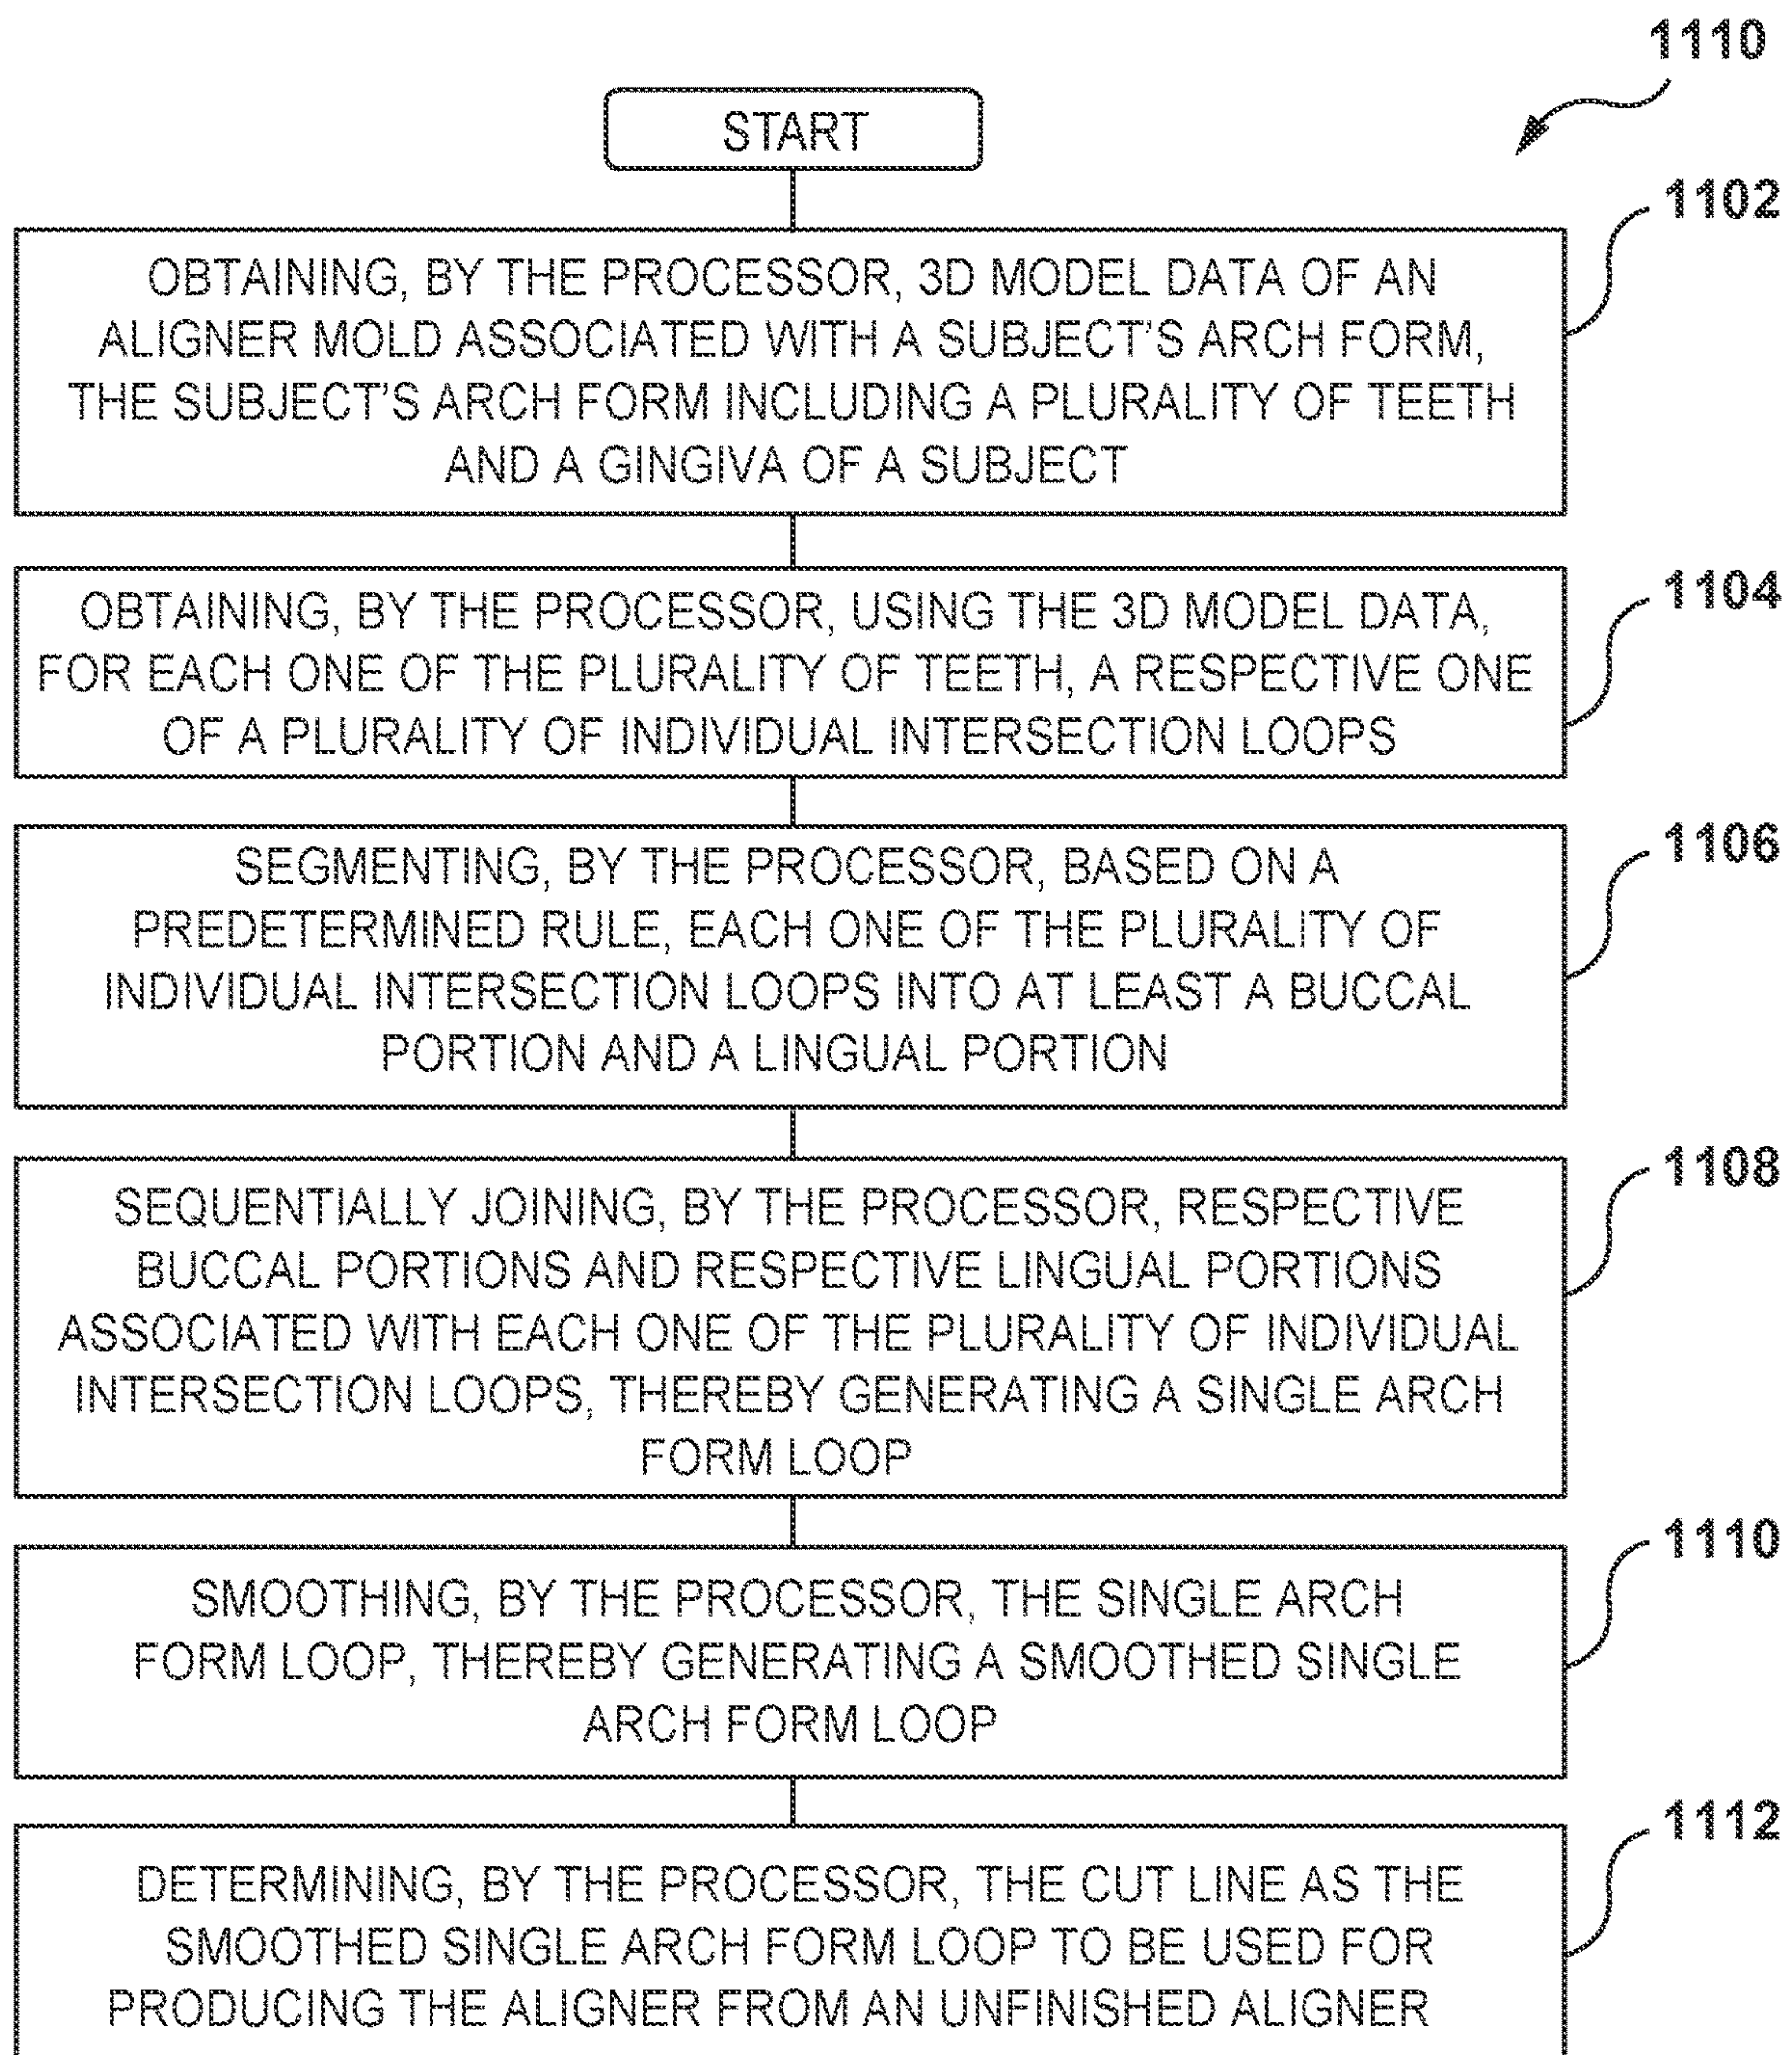 1110
START
1102
OBTAINING, BY THE PROCESSOR, 3D MODEL DATA OF AN
ALIGNER MOLD ASSOCIATED WITH A SUBJECT'S ARCH FORM,
THE SUBJECT'S ARCH FORM INCLUDING A PLURALITY OF TEETH
AND A GINGIVA OF A SUBJECT
1104
OBTAINING, BY THE PROCESSOR, USING THE 3D MODEL DATA,
FOR EACH ONE OF THE PLURALITY OF TEETH, A RESPECTIVE ONE
OF A PLURALITY OF INDIVIDUAL INTERSECTION LOOPS
1106
SEGMENTING, BY THE PROCESSOR, BASED ON A
PREDETERMINED RULE, EACH ONE OF THE PLURALITY OF
INDIVIDUAL INTERSECTION LOOPS INTO AT LEAST A BUCCAL
PORTION AND A LINGUAL PORTION
1108
SEQUENTIALLY JOINING, BY THE PROCESSOR, RESPECTIVE
BUCCAL PORTIONS AND RESPECTIVE LINGUAL PORTIONS
ASSOCIATED WITH EACH ONE OF THE PLURALITY OF INDIVIDUAL
INTERSECTION LOOPS, THEREBY GENERATING A SINGLE ARCH
FORM LOOP
1110
SMOOTHING, BY THE PROCESSOR, THE SINGLE ARCH
FORM LOOP, THEREBY GENERATING A SMOOTHED SINGLE
ARCH FORM LOOP
1112
DETERMINING, BY THE PROCESSOR, THE CUT LINE AS THE
SMOOTHED SINGLE ARCH FORM LOOP TO BE USED FOR
PRODUCING THE ALIGNER FROM AN UNFINISHED ALIGNER